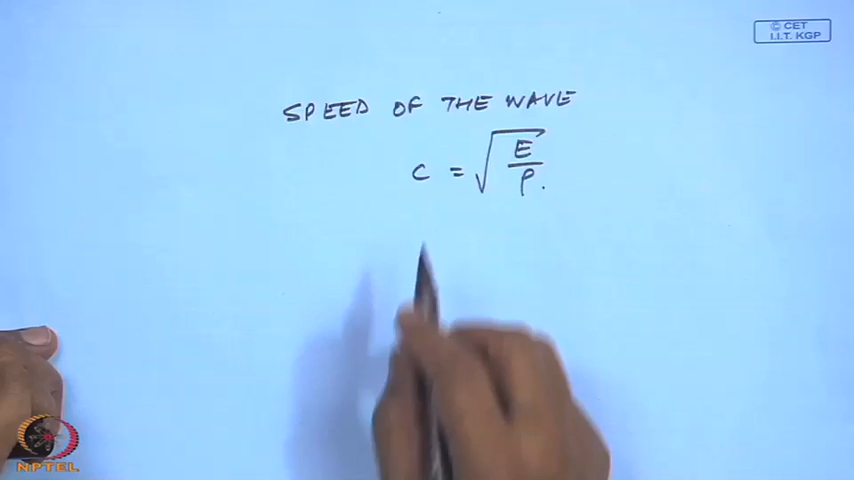 © CET
I.I.T. KGP
SPEED OF THE WAVE
c = √(E/ρ).
NPTEL